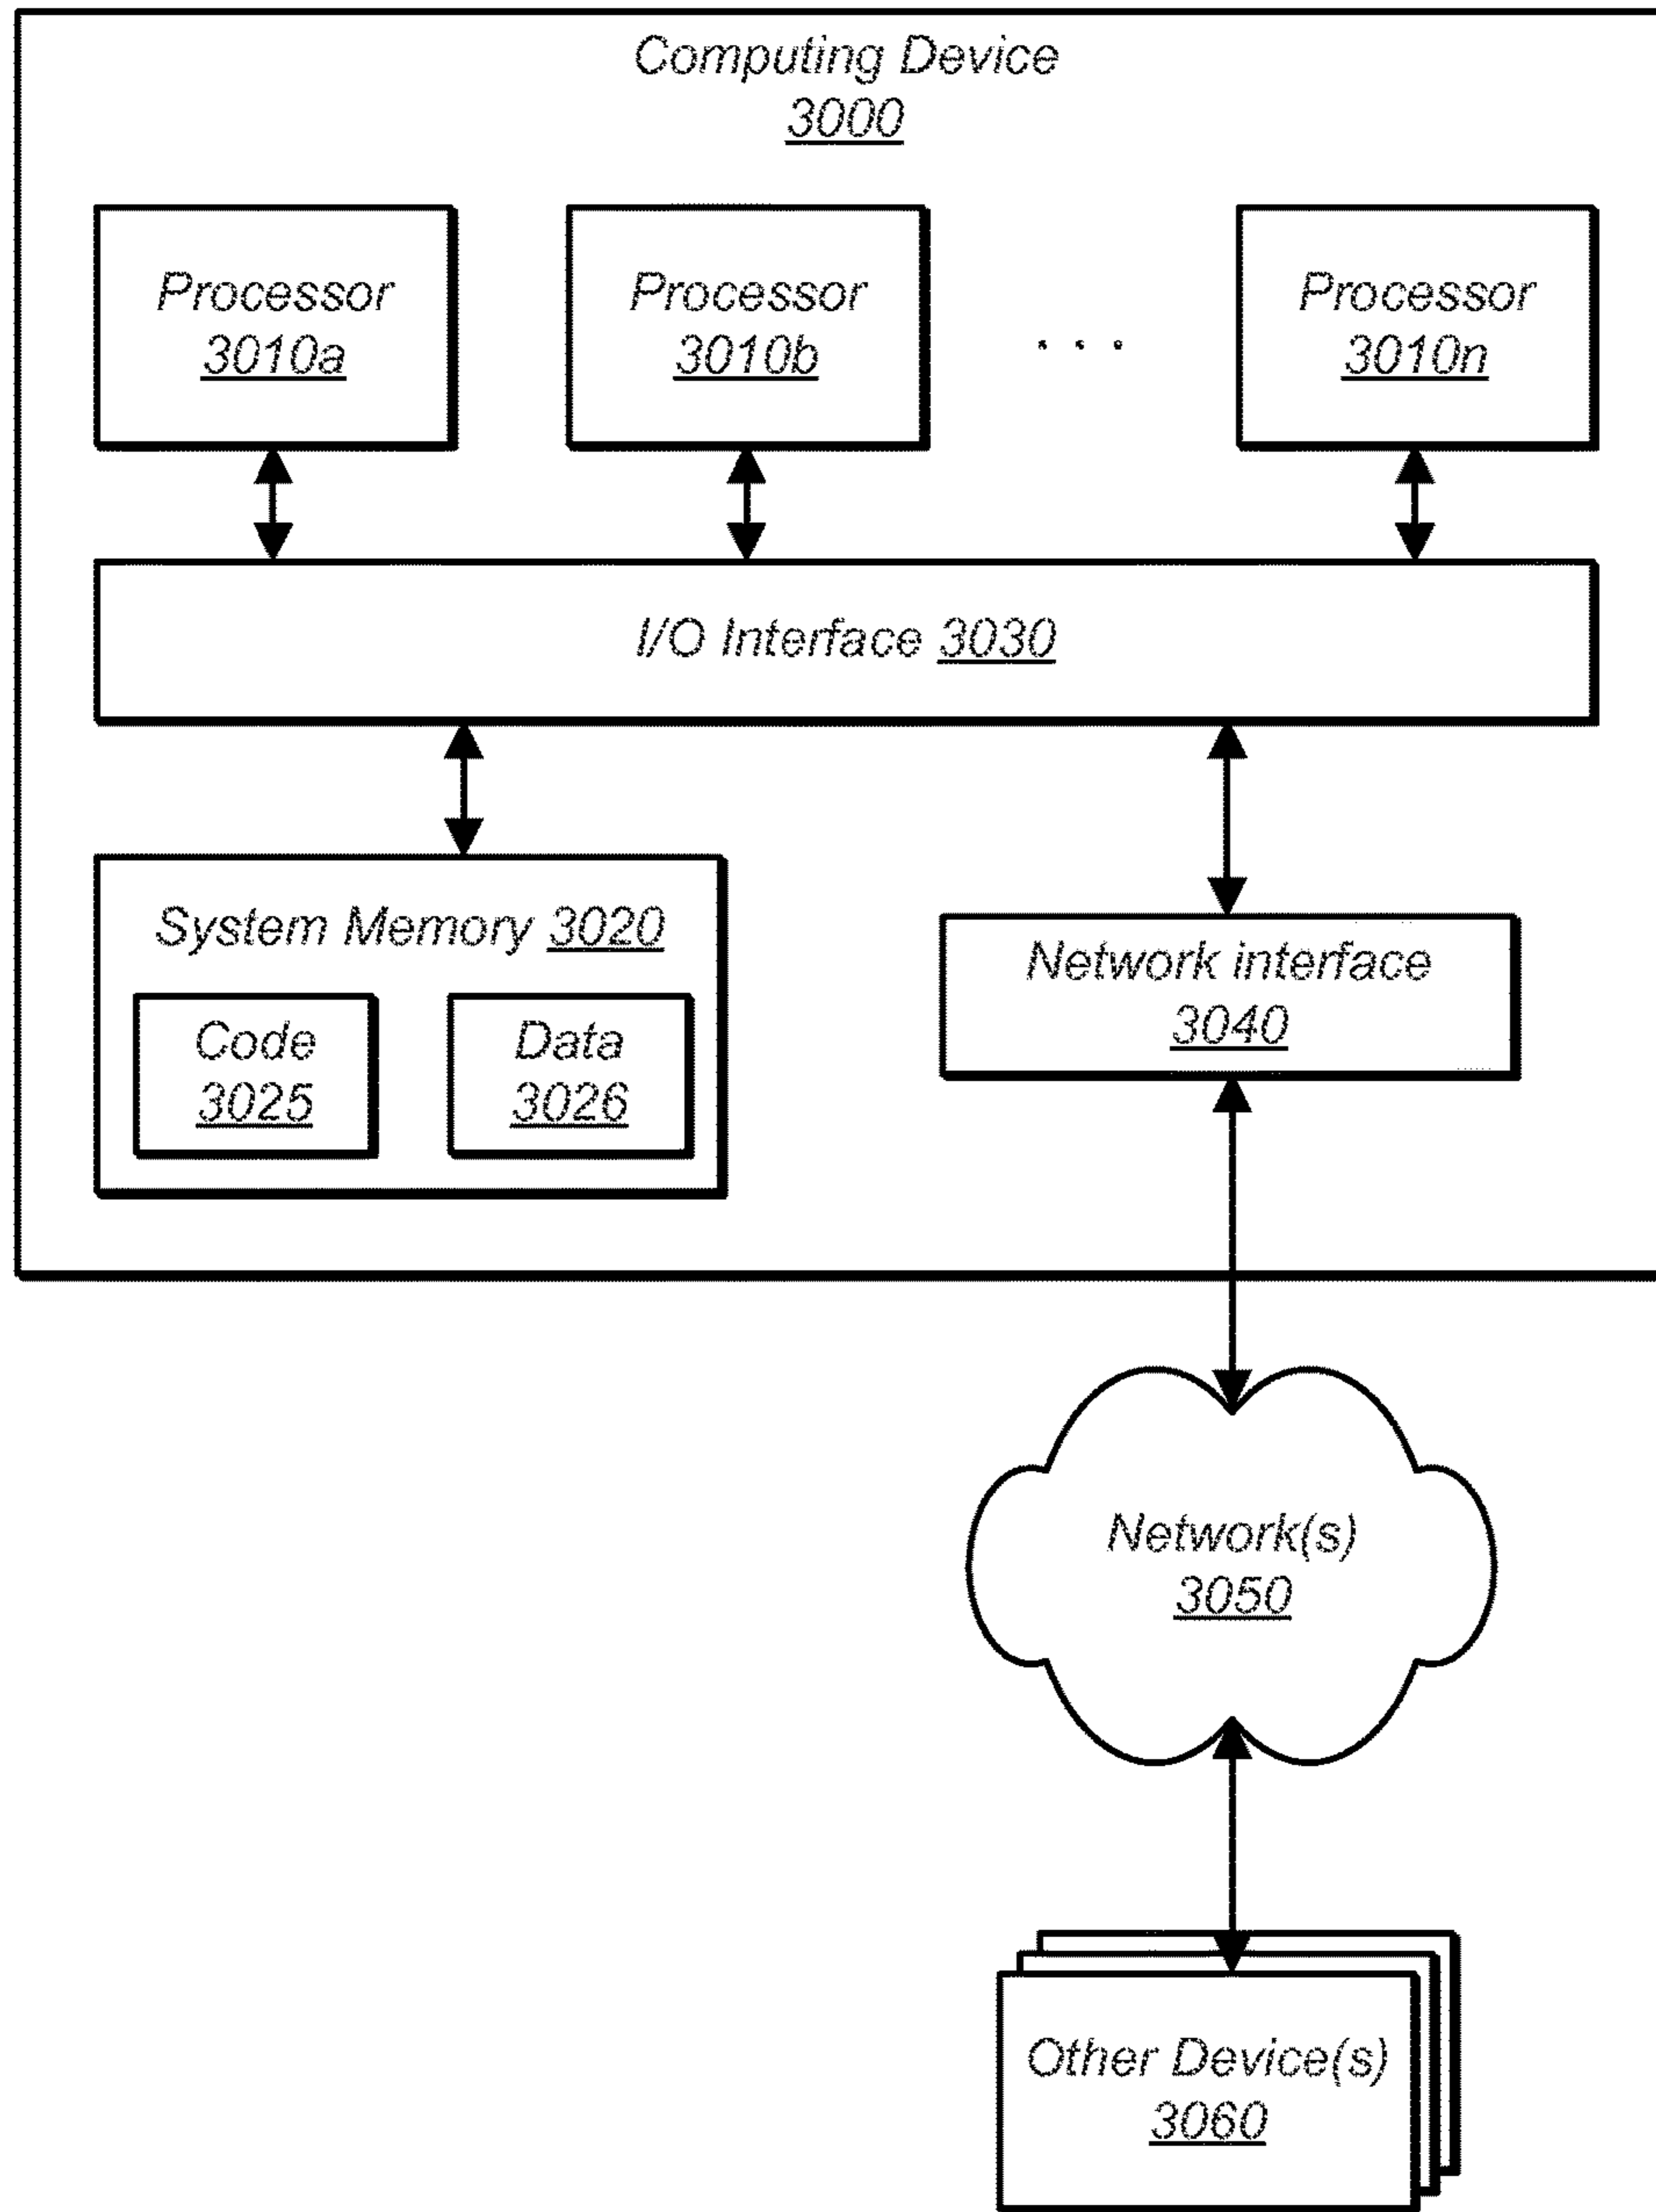 Computing Device
3000
Processor
3010a
Processor
3010b
. . .
Processor
3010n
I/O Interface 3030
System Memory 3020
Code
3025
Data
3026
Network interface
3040
Network(s)
3050
Other Device(s)
3060